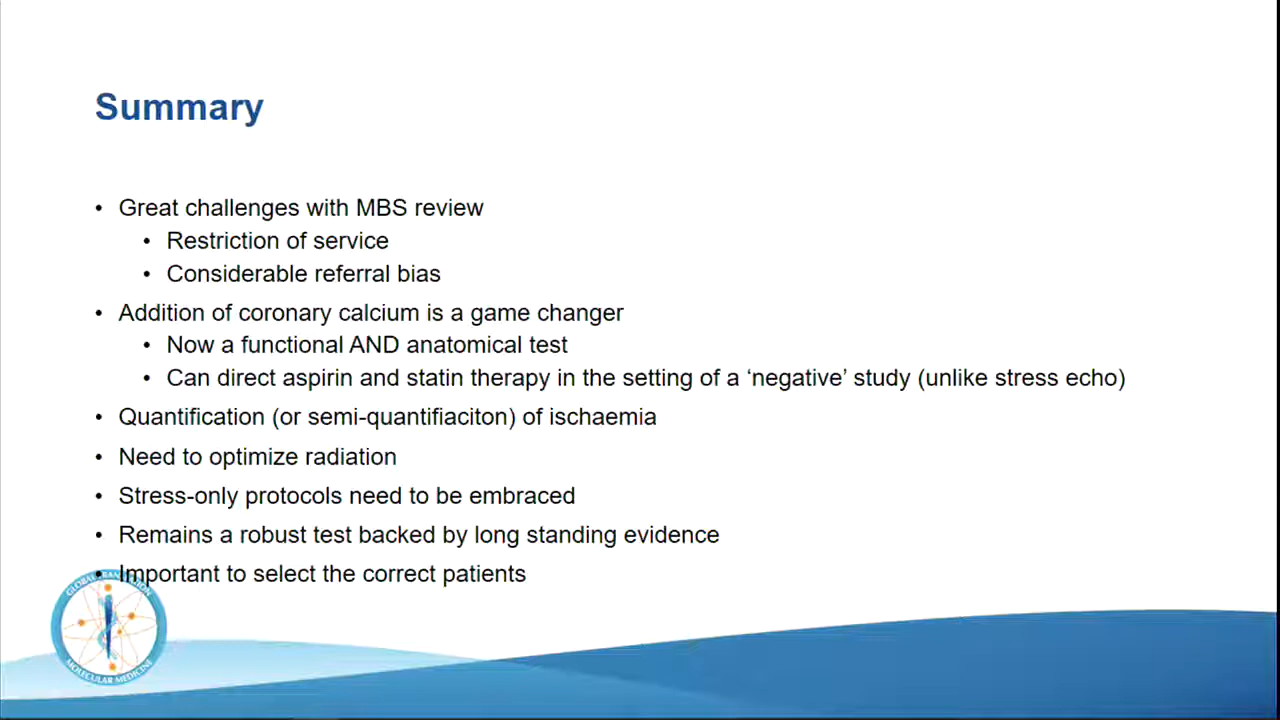 Summary
• Great challenges with MBS review
• Restriction of service
• Considerable referral bias
• Addition of coronary calcium is a game changer
• Now a functional AND anatomical test
• Can direct aspirin and statin therapy in the setting of a ‘negative’ study (unlike stress echo)
• Quantification (or semi-quantifiaciton) of ischaemia
• Need to optimize radiation
• Stress-only protocols need to be embraced
• Remains a robust test backed by long standing evidence
• Important to select the correct patients
GLOBAL
MOLECULAR MEDICINE